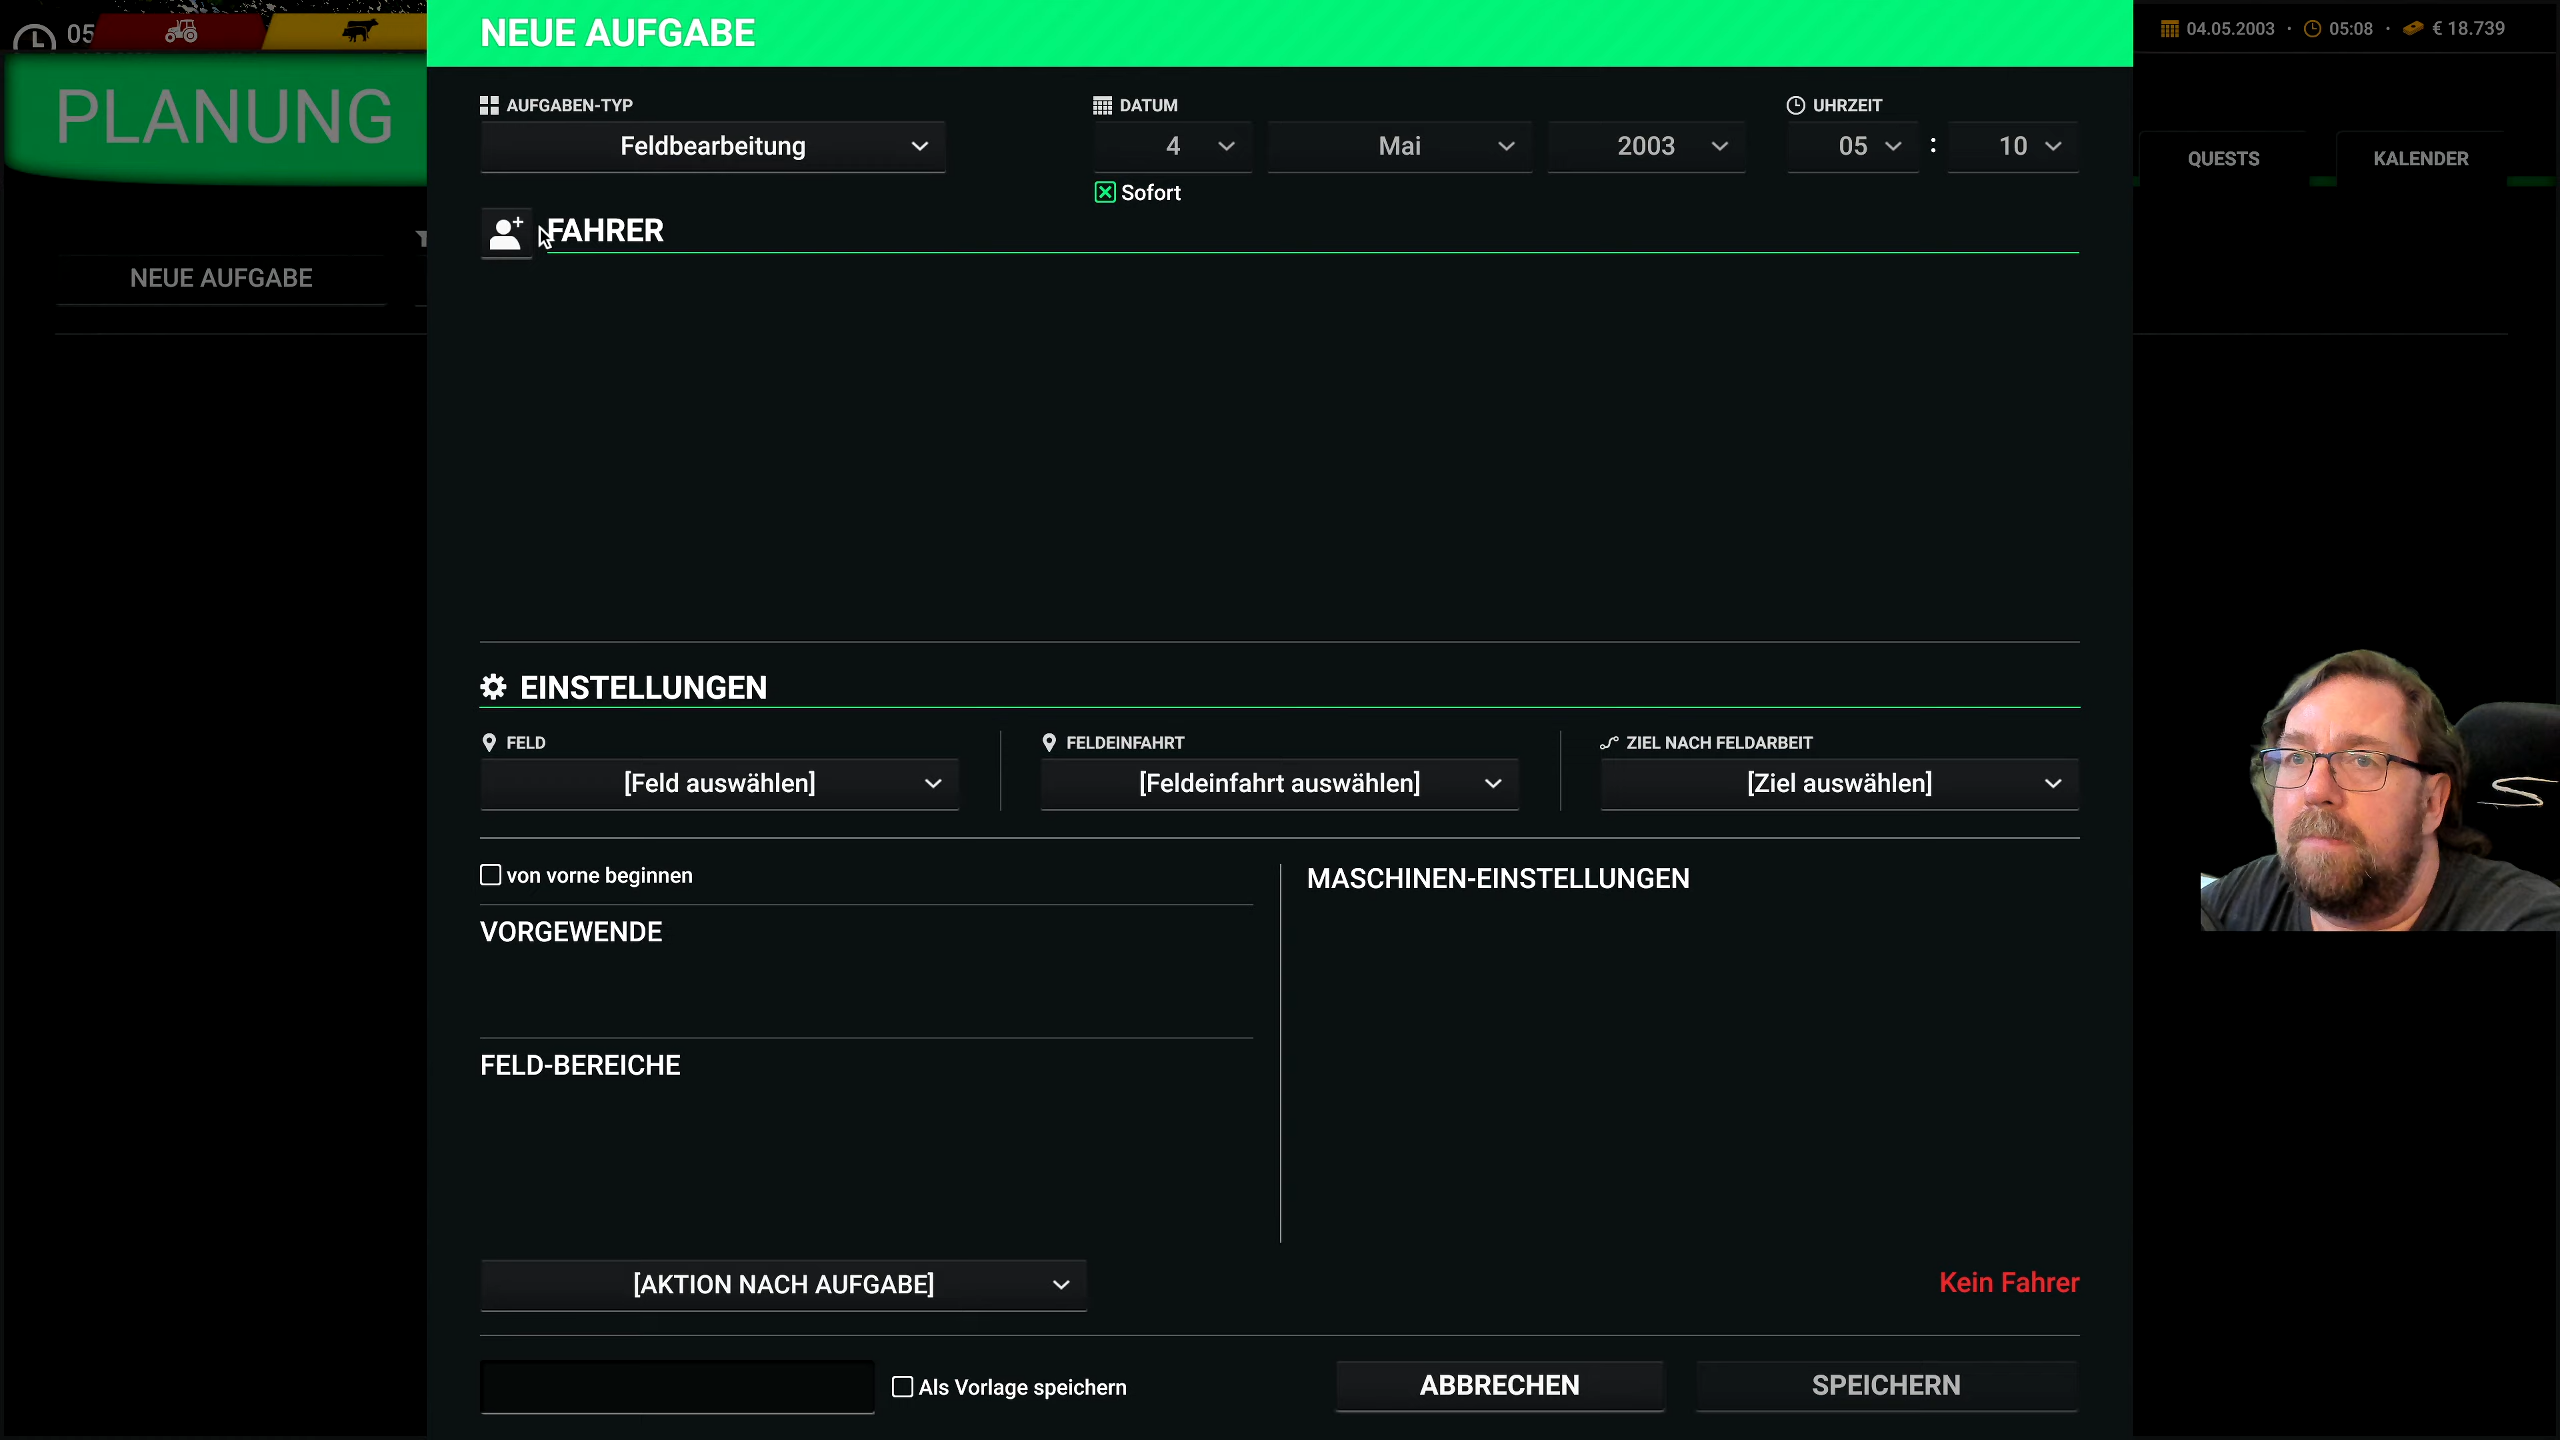 NEUE AUFGABE
05
04.05.2003 · 05:08 · € 18.739
PLANUNG
AUFGABEN-TYP
DATUM
UHRZEIT
Feldbearbeitung
4
Mai
2003
05 : 10
QUESTS
KALENDER
Sofort
FAHRER
NEUE AUFGABE
EINSTELLUNGEN
FELD
FELDEINFAHRT
ZIEL NACH FELDARBEIT
[Feld auswählen]
[Feldeinfahrt auswählen]
[Ziel auswählen]
von vorne beginnen
MASCHINEN-EINSTELLUNGEN
VORGEWENDE
FELD-BEREICHE
[AKTION NACH AUFGABE]
Kein Fahrer
Als Vorlage speichern
ABBRECHEN
SPEICHERN